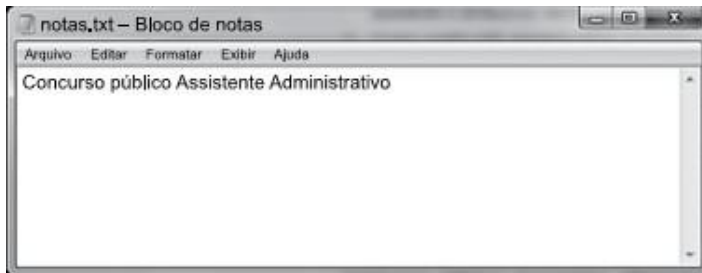 notas.txt – Bloco de notas
Arquivo Editar Formatar Exibir Ajuda
Concurso público Assistente Administrativo